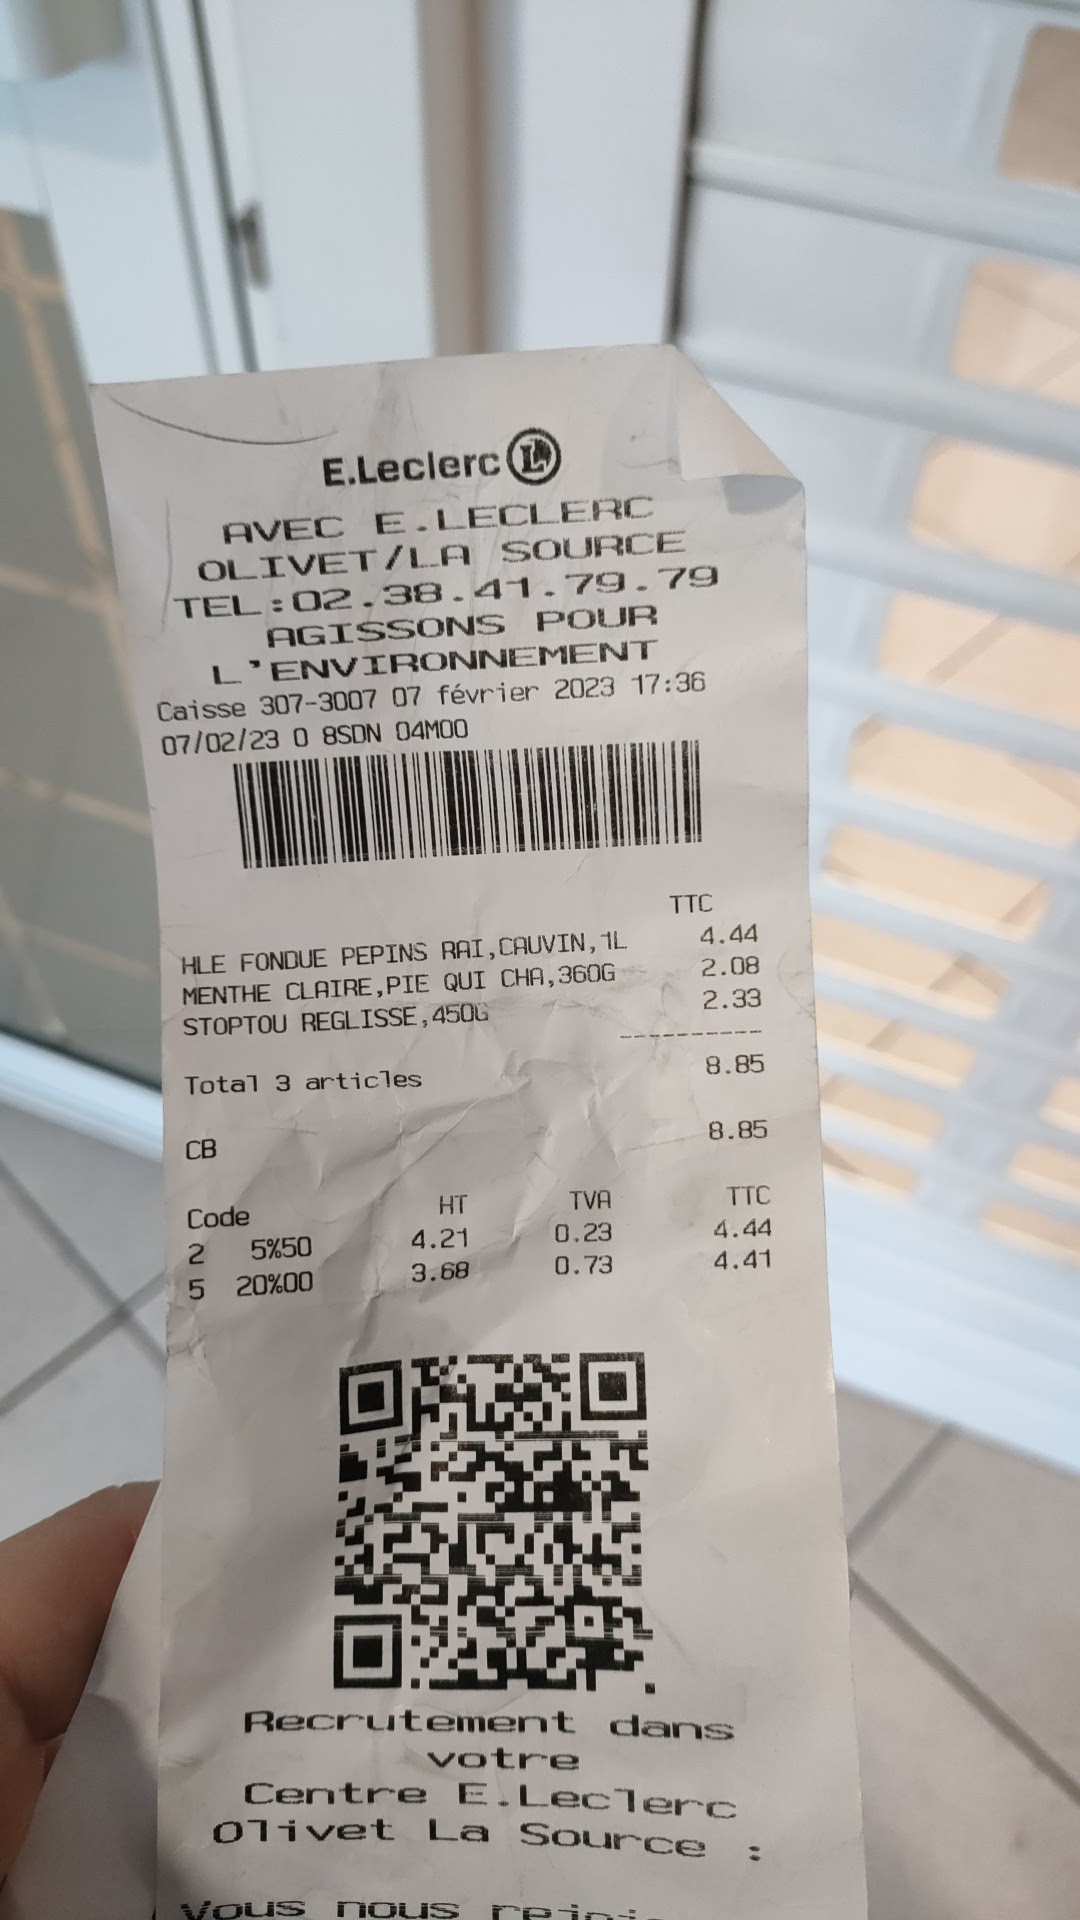 E.Leclerc L
AVEC E.LECLERC
OLIVET/LA SOURCE
TEL:02.38.41.79.79
AGISSONS POUR
L'ENVIRONNEMENT
Caisse 307-3007 07 février 2023 17:36
07/02/23 0 8SDN 04M00
TTC
HLE FONDUE PEPINS RAI,CAUVIN,1L 4.44
MENTHE CLAIRE,PIE QUI CHA,360G 2.08
STOPTOU REGLISSE,450G 2.33
----------
Total 3 articles 8.85
CB 8.85
Code HT TVA TTC
2 5%50 4.21 0.23 4.44
5 20%00 3.68 0.73 4.41
Recrutement dans
votre
Centre E.Leclerc
Olivet La Source :
Vous nous